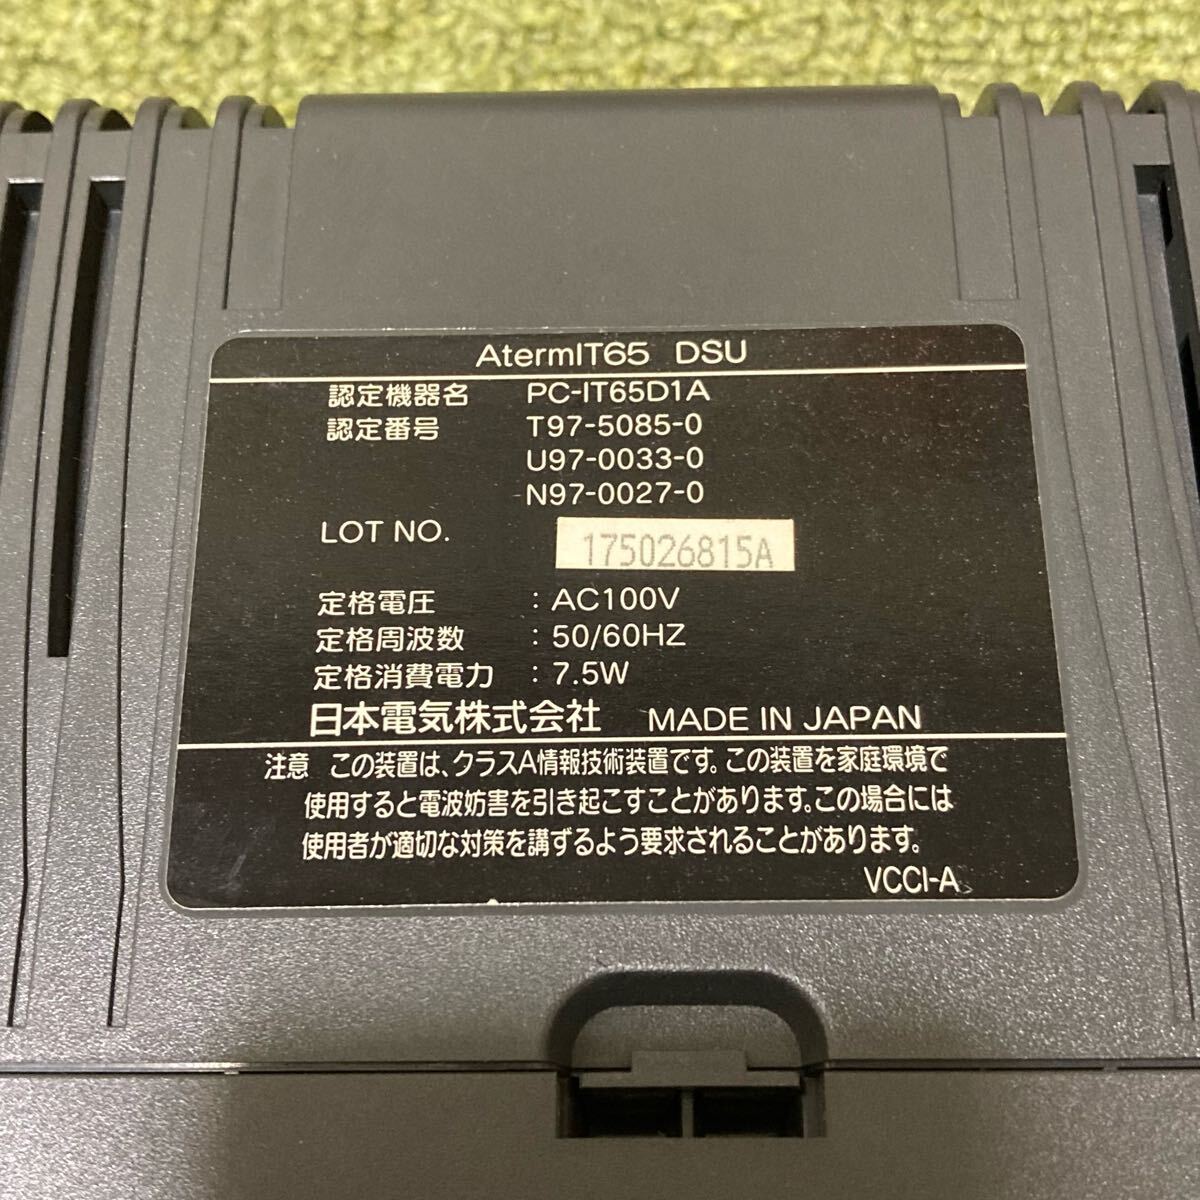 AtermIT65 DSU
認定機器名 PC-IT65D1A
認定番号 T97-5085-0
U97-0033-0
N97-0027-0
LOT NO. 175026815A
定格電圧 : AC100V
定格周波数 : 50/60HZ
定格消費電力 : 7.5W
日本電気株式会社 MADE IN JAPAN
注意 この装置は、クラスA情報技術装置です。この装置を家庭環境で
使用すると電波妨害を引き起こすことがあります。この場合には
使用者が適切な対策を講ずるよう要求されることがあります。
VCCI-A